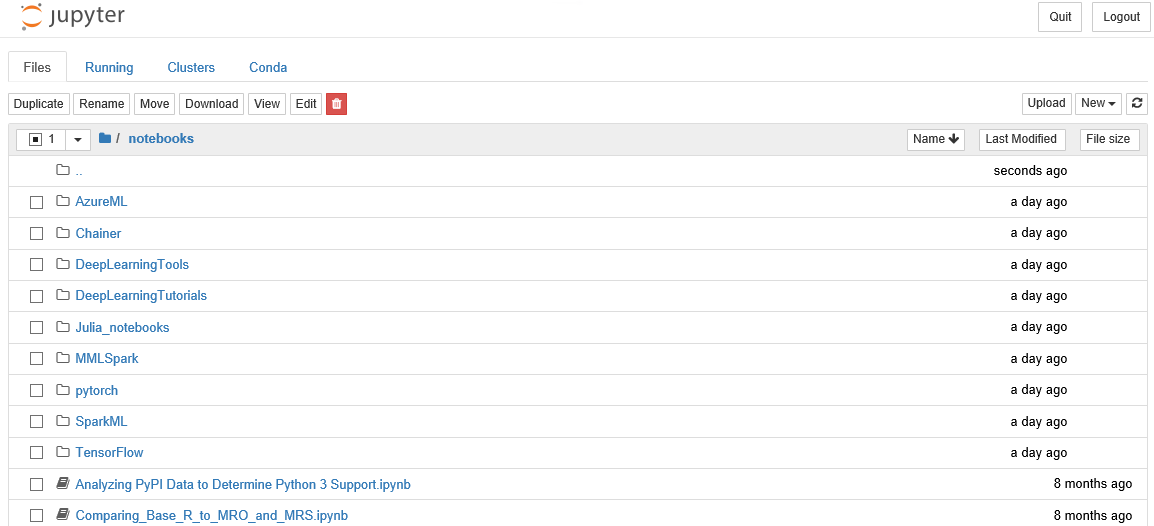 jupyter Quit Logout
Files Running Clusters Conda
Duplicate Rename Move Download View Edit Upload New
1 / notebooks Name Last Modified File size
.. seconds ago
AzureML a day ago
Chainer a day ago
DeepLearningTools a day ago
DeepLearningTutorials a day ago
Julia_notebooks a day ago
MMLSpark a day ago
pytorch a day ago
SparkML a day ago
TensorFlow a day ago
Analyzing PyPI Data to Determine Python 3 Support.ipynb 8 months ago
Comparing_Base_R_to_MRO_and_MRS.ipynb 8 months ago